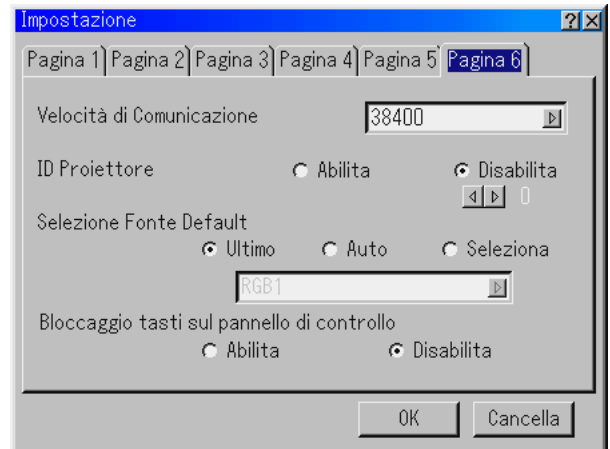 Impostazione
Pagina 1 Pagina 2 Pagina 3 Pagina 4 Pagina 5 Pagina 6
Velocità di Comunicazione 38400
ID Proiettore Abilita Disabilita
0
Selezione Fonte Default
Ultimo Auto Seleziona
RGB1
Bloccaggio tasti sul pannello di controllo
Abilita Disabilita
OK Cancella